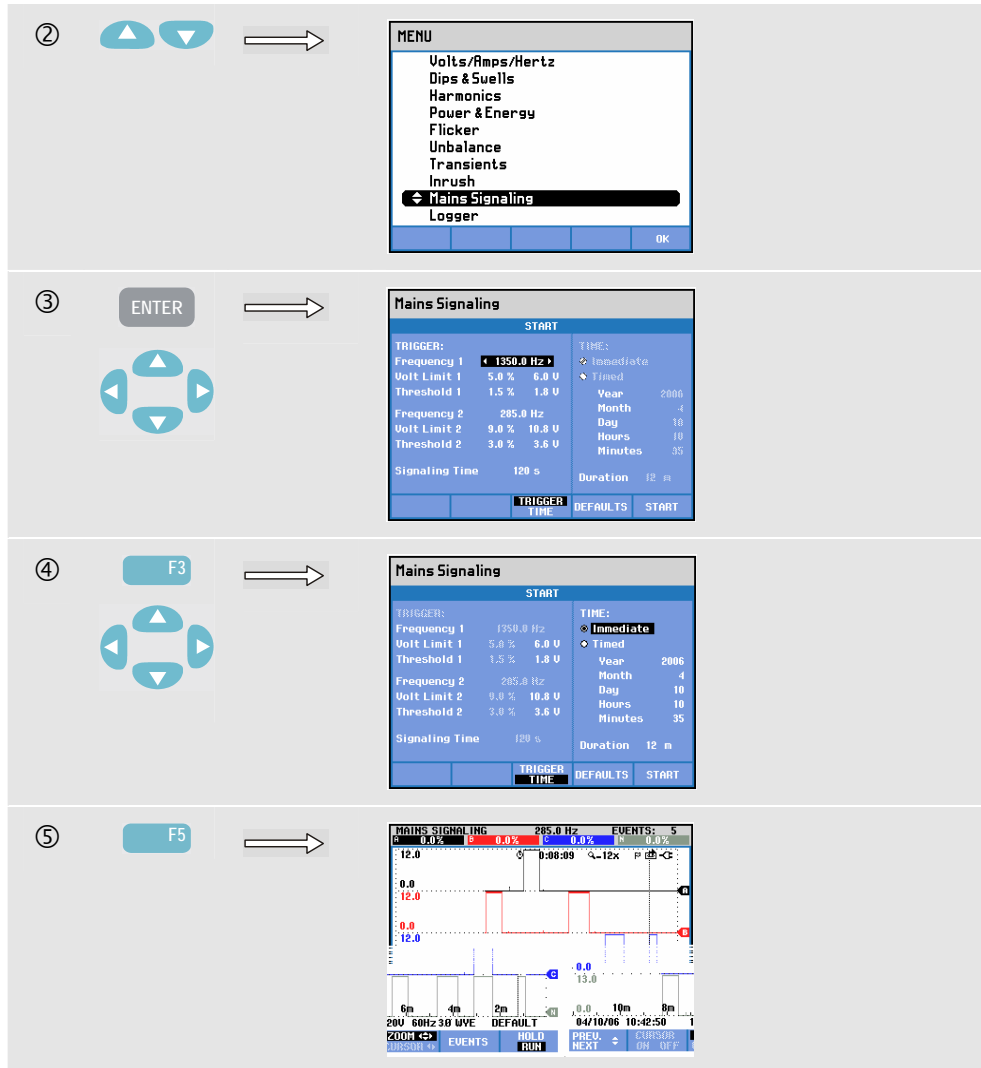 ②
MENU
Volts/Amps/Hertz
Dips & Swells
Harmonics
Power & Energy
Flicker
Unbalance
Transients
Inrush
Mains Signaling
Logger
OK
③
ENTER
Mains Signaling
START
TRIGGER:
Frequency 1 1350.0 Hz
Volt Limit 1 5.0 % 6.0 V
Threshold 1 1.5 % 1.8 V
Frequency 2 285.0 Hz
Volt Limit 2 9.0 % 10.8 V
Threshold 2 3.0 % 3.6 V
Signaling Time 120 s
TIME:
Immediate
Timed
Year 2006
Month 4
Day 10
Hours 10
Minutes 35
Duration 12 m
TRIGGER
TIME
DEFAULTS
START
④
F3
Mains Signaling
START
TRIGGER:
Frequency 1 1350.0 Hz
Volt Limit 1 5.0 % 6.0 V
Threshold 1 1.5 % 1.8 V
Frequency 2 285.0 Hz
Volt Limit 2 9.0 % 10.8 V
Threshold 2 3.0 % 3.6 V
Signaling Time 120 s
TIME:
Immediate
Timed
Year 2006
Month 4
Day 10
Hours 10
Minutes 35
Duration 12 m
TRIGGER
TIME
DEFAULTS
START
⑤
F5
MAINS SIGNALING 285.0 Hz EVENTS: 5
A 0.0% B 0.0% C 0.0% N 0.0%
12.0 0:08:09 12x P
0.0 A
12.0
0.0 B
12.0
C 0.0
13.0
N 0.0
6m 4m 2m 10m 8m
20V 60Hz 3Ø WYE DEFAULT 04/10/06 10:42:50 1
ZOOM
CURSOR
EVENTS
HOLD
RUN
PREV.
NEXT
CURSOR
ON OFF